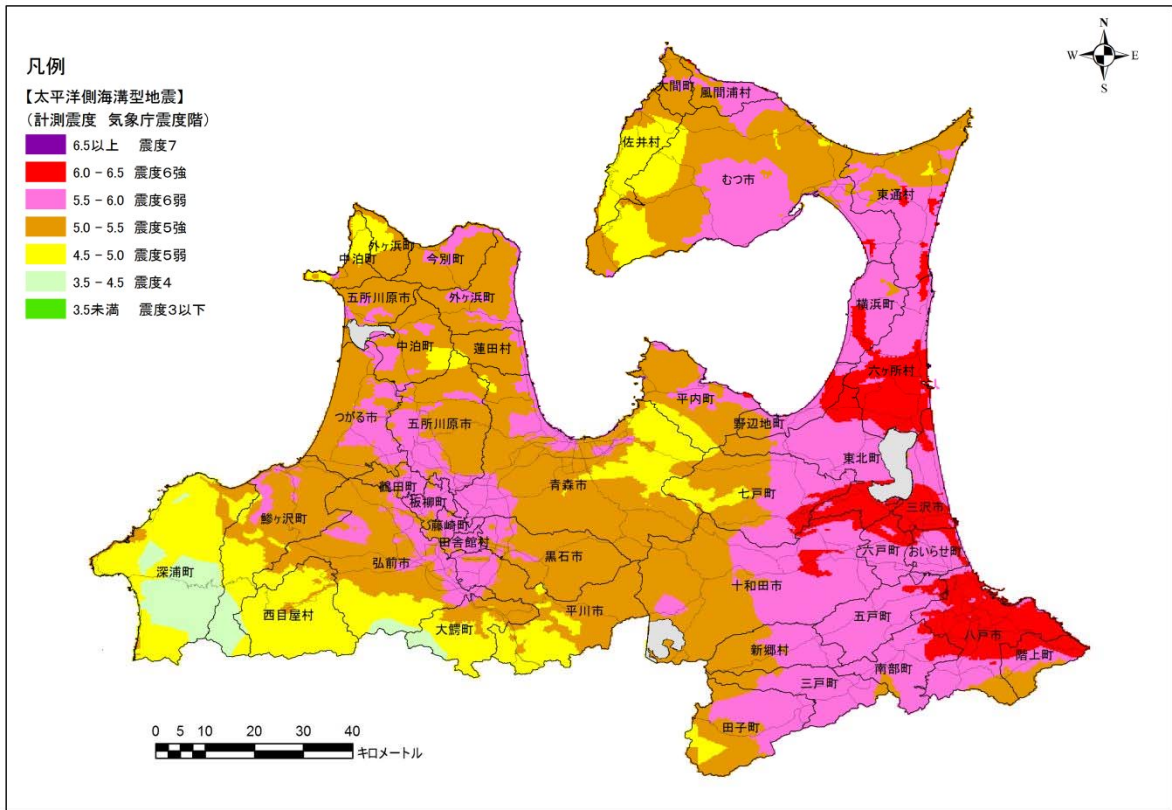 凡例
【太平洋側海溝型地震】
(計測震度 気象庁震度階)
6.5以上 震度7
6.0 - 6.5 震度6強
5.5 - 6.0 震度6弱
5.0 - 5.5 震度5強
4.5 - 5.0 震度5弱
3.5 - 4.5 震度4
3.5未満 震度3以下
N
W
E
S
大間町
風間浦村
佐井村
むつ市
東通村
外ヶ浜町
中泊町
今別町
五所川原市
外ヶ浜町
横浜町
中泊町
蓬田村
六ヶ所村
平内町
つがる市
五所川原市
野辺地町
東北町
青森市
七戸町
鶴田町
板柳町
三沢市
鰺ヶ沢町
藤崎町
田舎館村
六戸町
おいらせ町
黒石市
弘前市
深浦町
十和田市
平川市
西目屋村
五戸町
大鰐町
八戸市
新郷村
南部町
階上町
三戸町
田子町
0 5 10 20 30 40
キロメートル